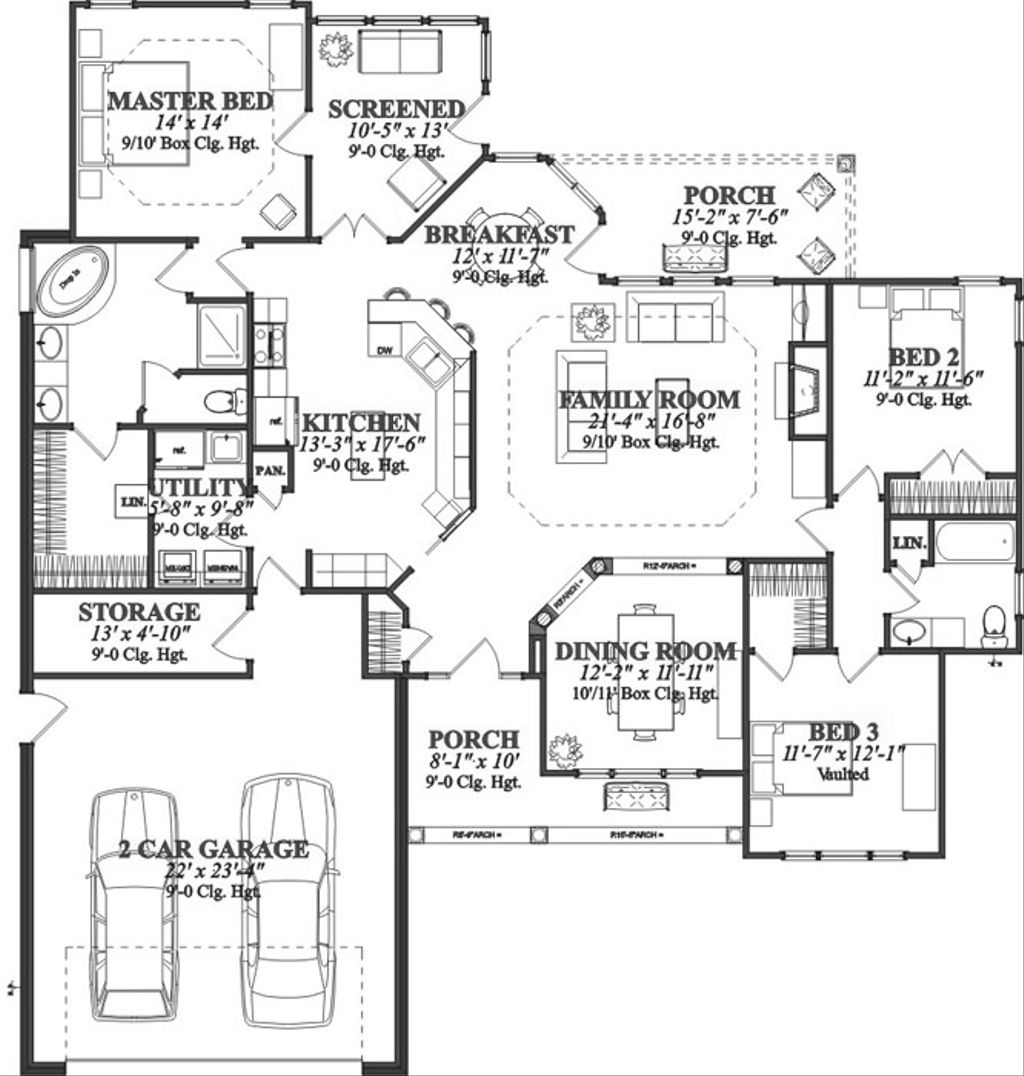 MASTER BED
14' x 14'
9/10' Box Clg. Hgt.
SCREENED
10'-5" x 13'
9'-0 Clg. Hgt.
PORCH
15'-2" x 7'-6"
9'-0 Clg. Hgt.
BREAKFAST
12' x 11'-7"
9'-0 Clg. Hgt.
Drop In
DW
BED 2
11'-2" x 11'-6"
9'-0 Clg. Hgt.
FAMILY ROOM
21'-4" x 16'-8"
9/10' Box Clg. Hgt.
ref.
KITCHEN
13'-3" x 17'-6"
9'-0 Clg. Hgt.
ref.
PAN.
LIN.
UTILITY
5'-8" x 9'-8"
9'-0 Clg. Hgt.
LIN.
R12'-6"ARCH =
STORAGE
13' x 4'-10"
9'-0 Clg. Hgt.
DINING ROOM
12'-2" x 11'-11"
10'/11' Box Clg. Hgt.
PORCH
8'-1" x 10'
9'-0 Clg. Hgt.
BED 3
11'-7" x 12'-1"
Vaulted
2 CAR GARAGE
22' x 23'-4"
9'-0 Clg. Hgt.